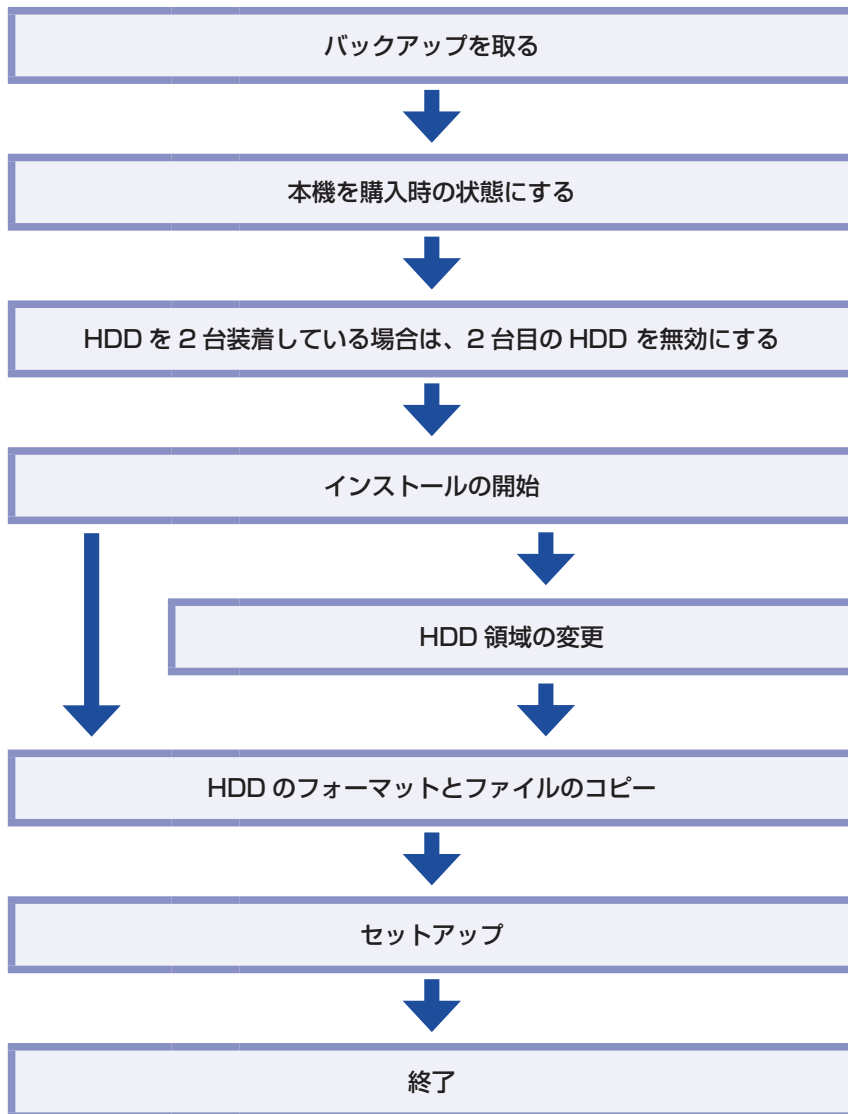 バックアップを取る
本機を購入時の状態にする
HDD を 2 台装着している場合は、2 台目の HDD を無効にする
インストールの開始
HDD 領域の変更
HDD のフォーマットとファイルのコピー
セットアップ
終了